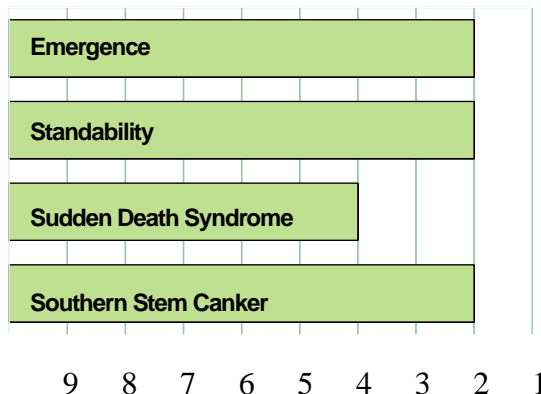 Emergence
Standability
Sudden Death Syndrome
Southern Stem Canker
9 8 7 6 5 4 3 2 1